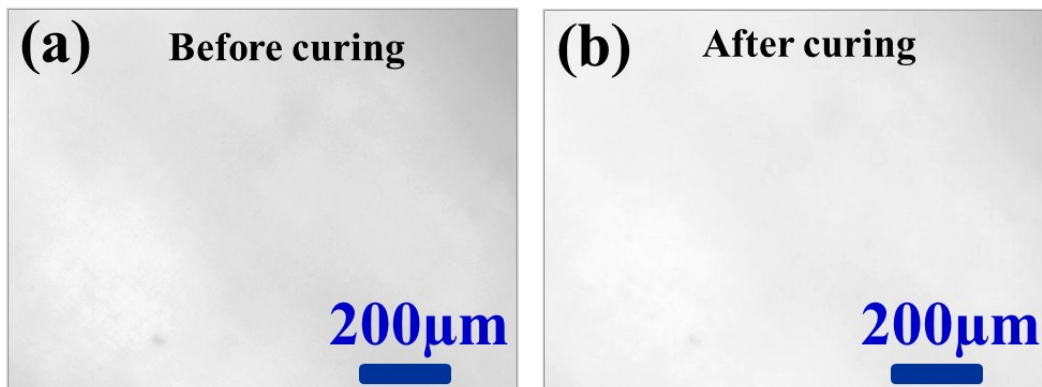 (a)
Before curing
200μm
(b)
After curing
200μm